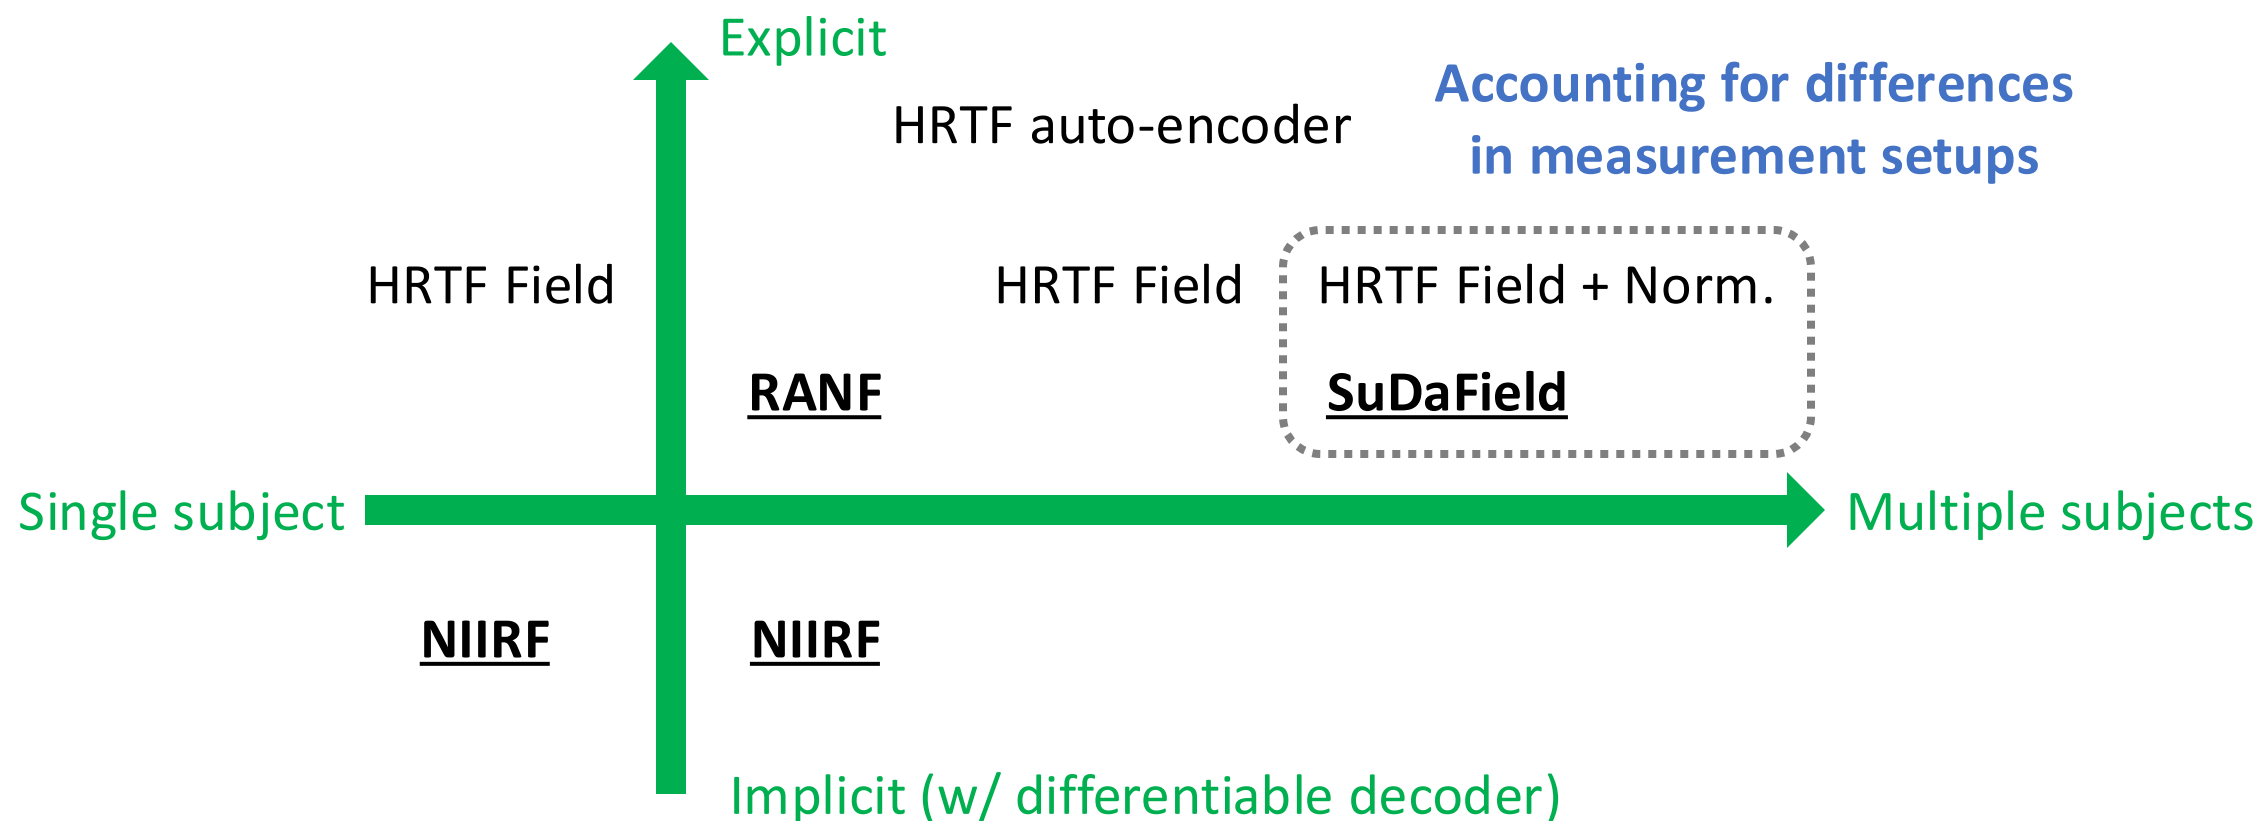 Explicit
Accounting for differences
in measurement setups
HRTF auto-encoder
HRTF Field
HRTF Field
HRTF Field + Norm.
RANF
SuDaField
Single subject
Multiple subjects
NIIRF
NIIRF
Implicit (w/ differentiable decoder)